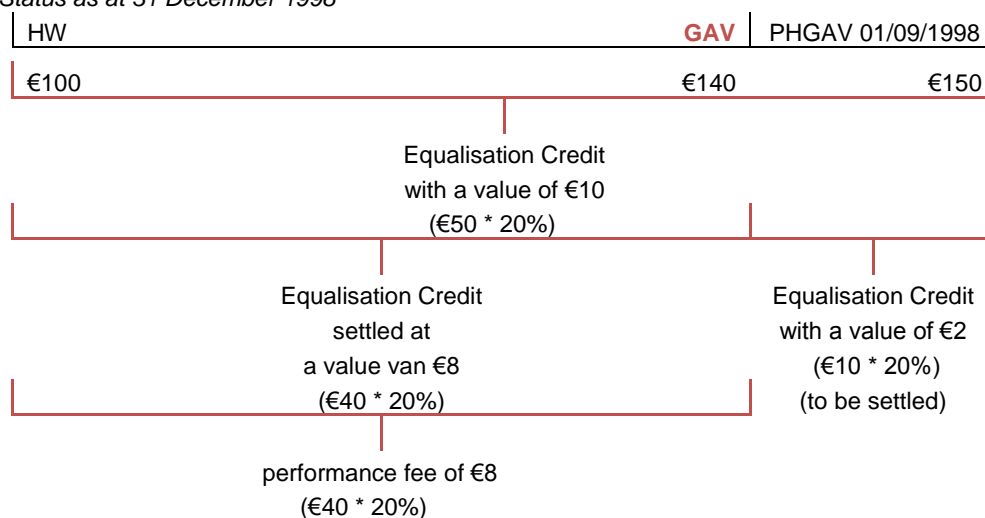 Status as at 31 December 1998
HW GAV PHGAV 01/09/1998
€100 €140 €150
Equalisation Credit
with a value of €10
(€50 * 20%)
Equalisation Credit
settled at
a value van €8
(€40 * 20%)
Equalisation Credit
with a value of €2
(€10 * 20%)
(to be settled)
performance fee of €8
(€40 * 20%)